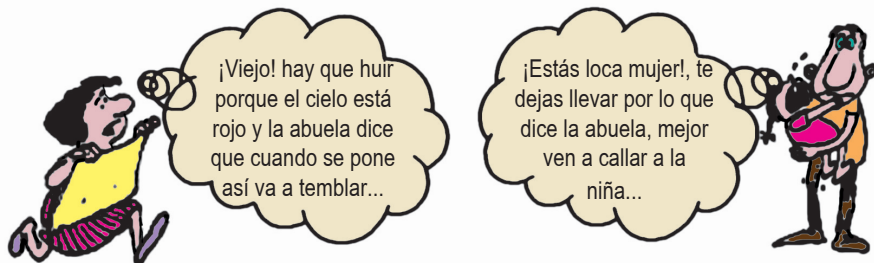 ¡Viejo! hay que huir
porque el cielo está
rojo y la abuela dice
que cuando se pone
así va a temblar...
¡Estás loca mujer!, te
dejas llevar por lo que
dice la abuela, mejor
ven a callar a la
niña...